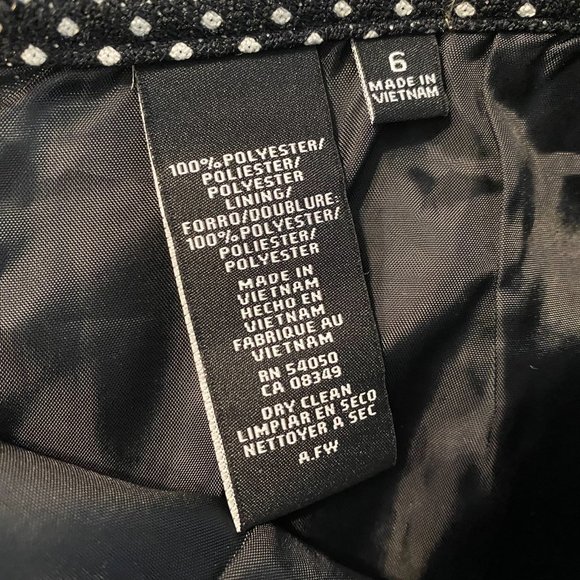 6
MADE IN
VIETNAM
100% POLYESTER/
POLIESTER/
POLYESTER
LINING/
FORRO/DOUBLURE:
100% POLYESTER/
POLIESTER/
POLYESTER
MADE IN
VIETNAM
HECHO EN
VIETNAM
FABRIQUE AU
VIETNAM
RN 54050
CA 08349
DRY CLEAN
LIMPIAR EN SECO
NETTOYER A SEC
A.FW